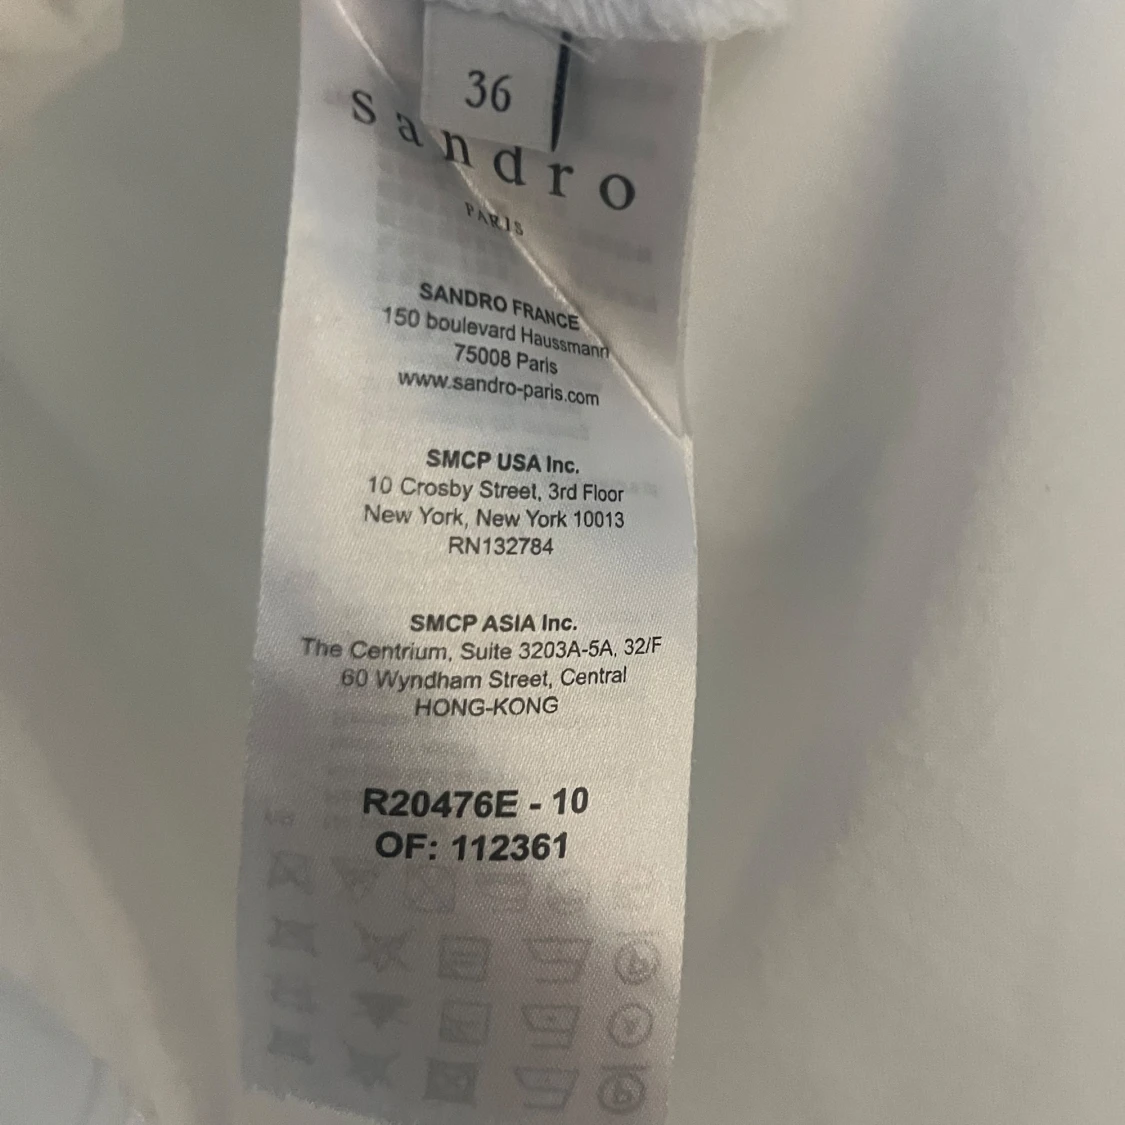 36
sandro
PARIS
SANDRO FRANCE
150 boulevard Haussmann
75008 Paris
www.sandro-paris.com
SMCP USA Inc.
10 Crosby Street, 3rd Floor
New York, New York 10013
RN132784
SMCP ASIA Inc.
The Centrium, Suite 3203A-5A, 32/F
60 Wyndham Street, Central
HONG-KONG
R20476E - 10
OF: 112361